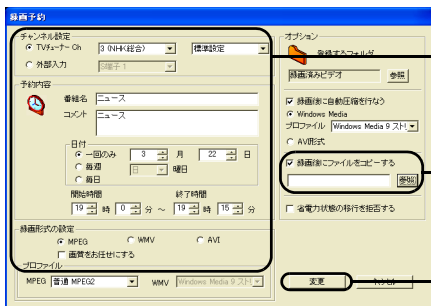 録画予約
チャンネル設定
TVチューナー Ch 3 (NHK総合) 標準設定
外部入力 S端子 1
予約内容
番組名 ニュース
コメント ニュース
日付
一回のみ 3 月 22 日
毎週 日 曜日
毎日
開始時間 終了時間
19 時 0 分 ～ 19 時 15 分
録画形式の設定
MPEG WMV AVI
画質をお任せにする
プロファイル
MPEG 普通 MPEG2 WMV Windows Media 9 スト
オプション
登録するフォルダ
録画済みビデオ 参照
録画後に自動圧縮を行なう
Windows Media
プロファイル Windows Media 9 スト
AVI形式
録画後にファイルをコピーする
参照
省電力状態の移行を拒否する
変更 キャンセル